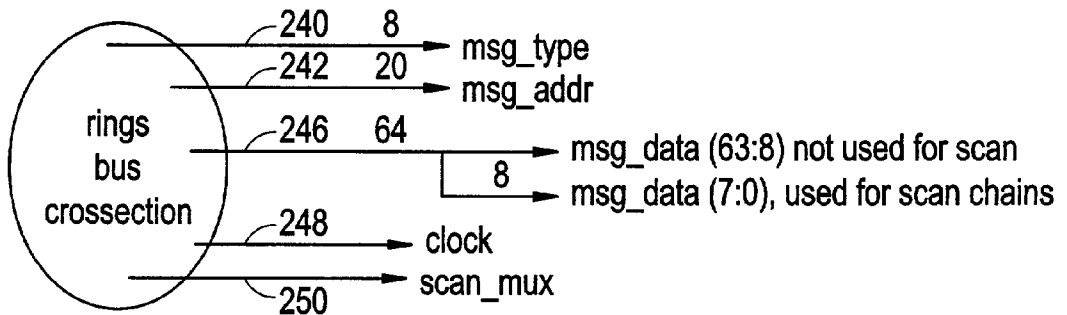 240 8 msg_type
242 20 msg_addr
rings
bus
crossection
246 64 msg_data (63:8) not used for scan
8 msg_data (7:0), used for scan chains
248 clock
250 scan_mux